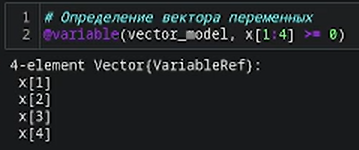 1 # Определение вектора переменных
2 @variable(vector_model, x[1:4] >= 0)
4-element Vector{VariableRef}:
x[1]
x[2]
x[3]
x[4]